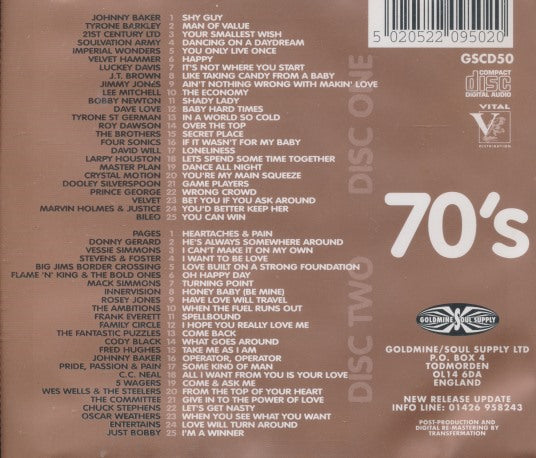 JOHNNY BAKER 1 SHY GUY
TYRONE BARKLEY 2 MAN OF VALUE
21ST CENTURY LTD 3 YOUR SMALLEST WISH
SOULVATION ARMY 4 DANCING ON A DAYDREAM
IMPERIAL WONDERS 5 YOU ONLY LIVE ONCE
VELVET HAMMER 6 HAPPY
LUCKEY DAVIS 7 IT'S NOT WHERE YOU START
J.T. BROWN 8 LIKE TAKING CANDY FROM A BABY
JIMMY JONES 9 AIN'T NOTHING WRONG WITH MAKIN' LOVE
LEE MITCHELL 10 THE ECONOMY
BOBBY NEWTON 11 SHADY LADY
DAVE LOVE 12 BABY HARD TIMES
TYRONE ST GERMAN 13 IN A WORLD SO COLD
ROY DAWSON 14 OVER THE TOP
THE BROTHERS 15 SECRET PLACE
FOUR SONICS 16 IF IT WASN'T FOR MY BABY
DAVID WILL 17 LONELINESS
LARPY HOUSTON 18 LETS SPEND SOME TIME TOGETHER
MASTER PLAN 19 DANCE ALL NIGHT
CRYSTAL MOTION 20 YOU'RE MY MAIN SQUEEZE
DOOLEY SILVERSPOON 21 GAME PLAYERS
PRINCE GEORGE 22 WRONG CROWD
VELVET 23 BET YOU IF YOU ASK AROUND
MARVIN HOLMES & JUSTICE 24 YOU'D BETTER KEEP HER
BILEO 25 YOU CAN WIN
DISC ONE
PAGES 1 HEARTACHES & PAIN
DONNY GERARD 2 HE'S ALWAYS SOMEWHERE AROUND
VESSIE SIMMONS 3 I CAN'T MAKE IT ON MY OWN
STEVENS & FOSTER 4 I WANT TO BE LOVE
BIG JIMS BORDER CROSSING 5 LOVE BUILT ON A STRONG FOUNDATION
FLAME 'N' KING & THE BOLD ONES 6 OH HAPPY DAY
MACK SIMMONS 7 TURNING POINT
INNERVISION 8 HONEY BABY (BE MINE)
ROSEY JONES 9 HAVE LOVE WILL TRAVEL
THE AMBITIONS 10 WHEN THE FUEL RUNS OUT
FRANK EVERETT 11 SPELLBOUND
FAMILY CIRCLE 12 I HOPE YOU REALLY LOVE ME
THE FANTASTIC PUZZLES 13 COME BACK
CODY BLACK 14 WHAT GOES AROUND
FRED HUGHES 15 TAKE ME AS I AM
JOHNNY BAKER 16 OPERATOR, OPERATOR
PRIDE, PASSION & PAIN 17 SOME KIND OF MAN
C.C. NEAL 18 ALL I WANT FROM YOU IS YOUR LOVE
5 WAGERS 19 COME & ASK ME
WES WELLS & THE STEELERS 20 FROM THE TOP OF YOUR HEART
THE COMMITTEE 21 GIVE IN TO THE POWER OF LOVE
CHUCK STEPHENS 22 LET'S GET NASTY
OSCAR WEATHERS 23 WHEN YOU SEE WHAT YOU WANT
ENTERTAINS 24 LOVE WILL TURN AROUND
JUST BOBBY 25 I'M A WINNER
DISC TWO
5 020522 095020
GSCD50
COMPACT
disc
DIGITAL AUDIO
VITAL
V
DISTRIBUTION
70's
GOLDMINE SOUL SUPPLY
GOLDMINE/SOUL SUPPLY LTD
P.O. BOX 4
TODMORDEN
OL14 6DA
ENGLAND
NEW RELEASE UPDATE
INFO LINE: 01426 958243
POST-PRODUCTION AND
DIGITAL RE-MASTERING BY
TRANSFERMATION